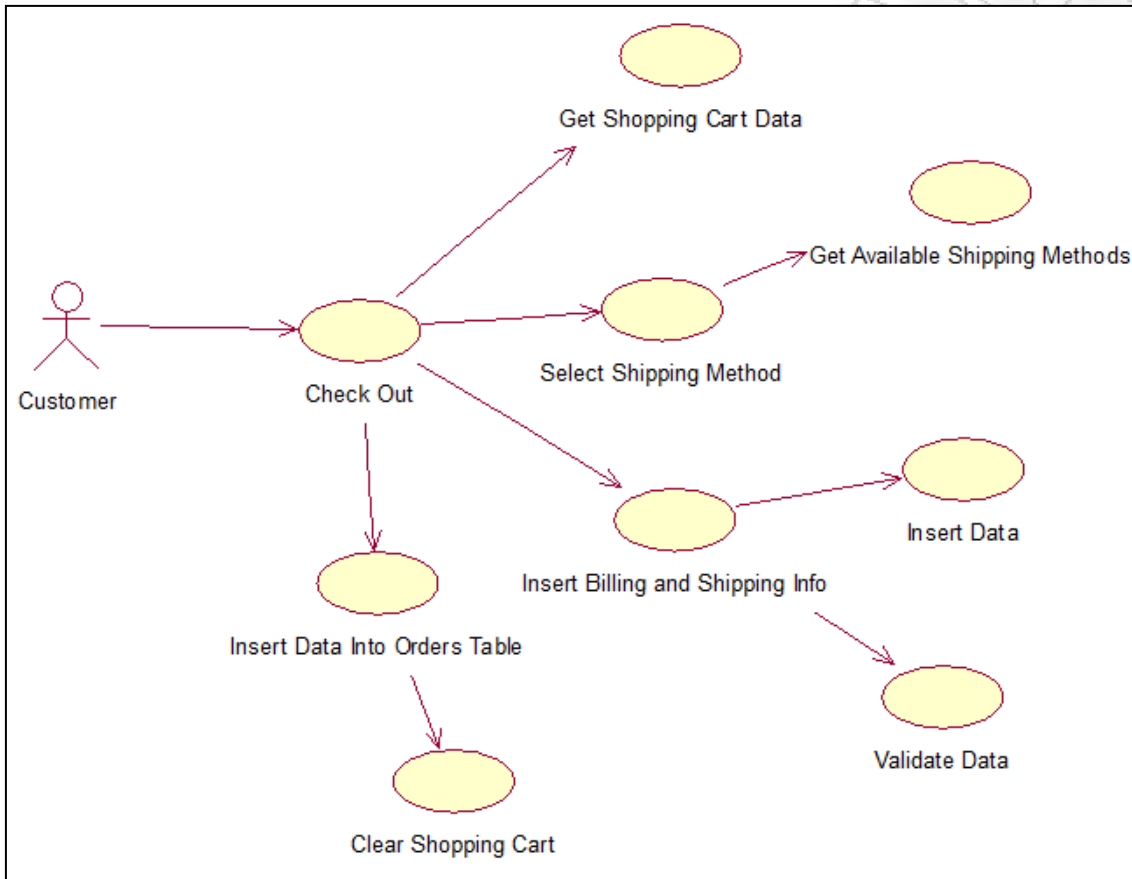 Get Shopping Cart Data
Get Available Shipping Methods
Customer
Check Out
Select Shipping Method
Insert Data
Insert Billing and Shipping Info
Insert Data Into Orders Table
Validate Data
Clear Shopping Cart